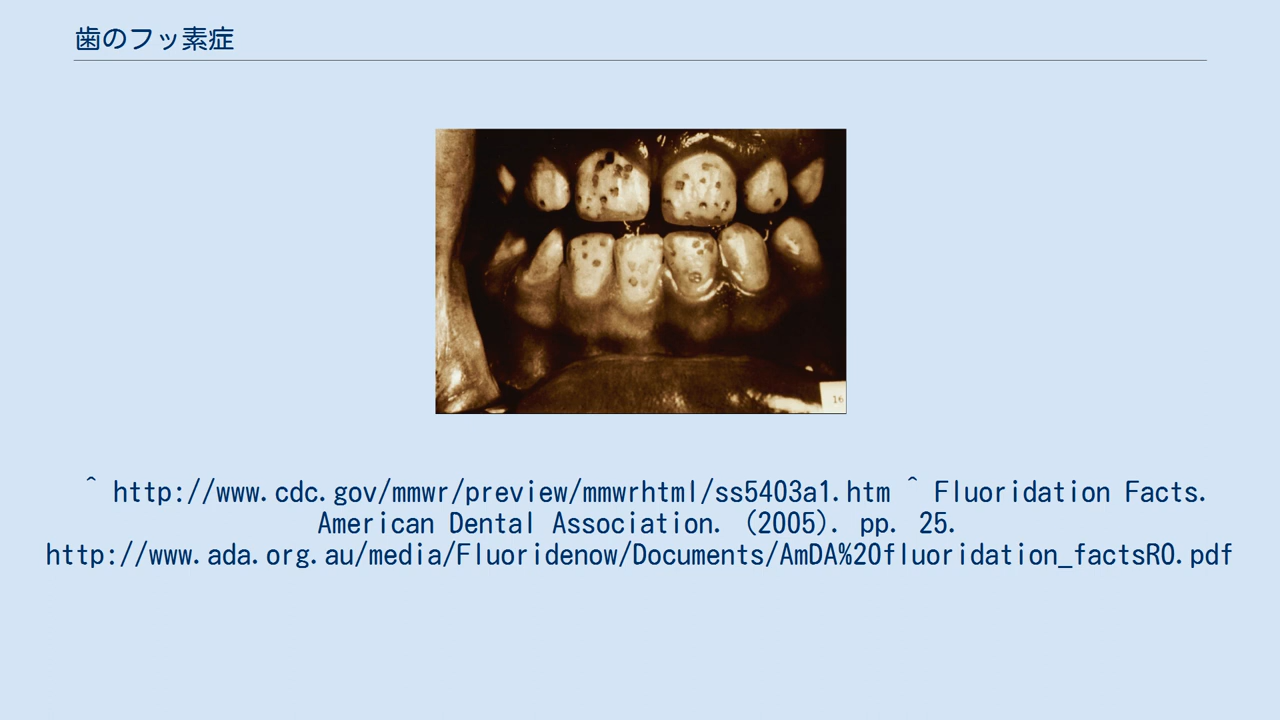 歯のフッ素症
16
^ http://www.cdc.gov/mmwr/preview/mmwrhtml/ss5403a1.htm ^ Fluoridation Facts.
American Dental Association. (2005). pp. 25.
http://www.ada.org.au/media/Fluoridenow/Documents/AmDA%20fluoridation_factsR0.pdf